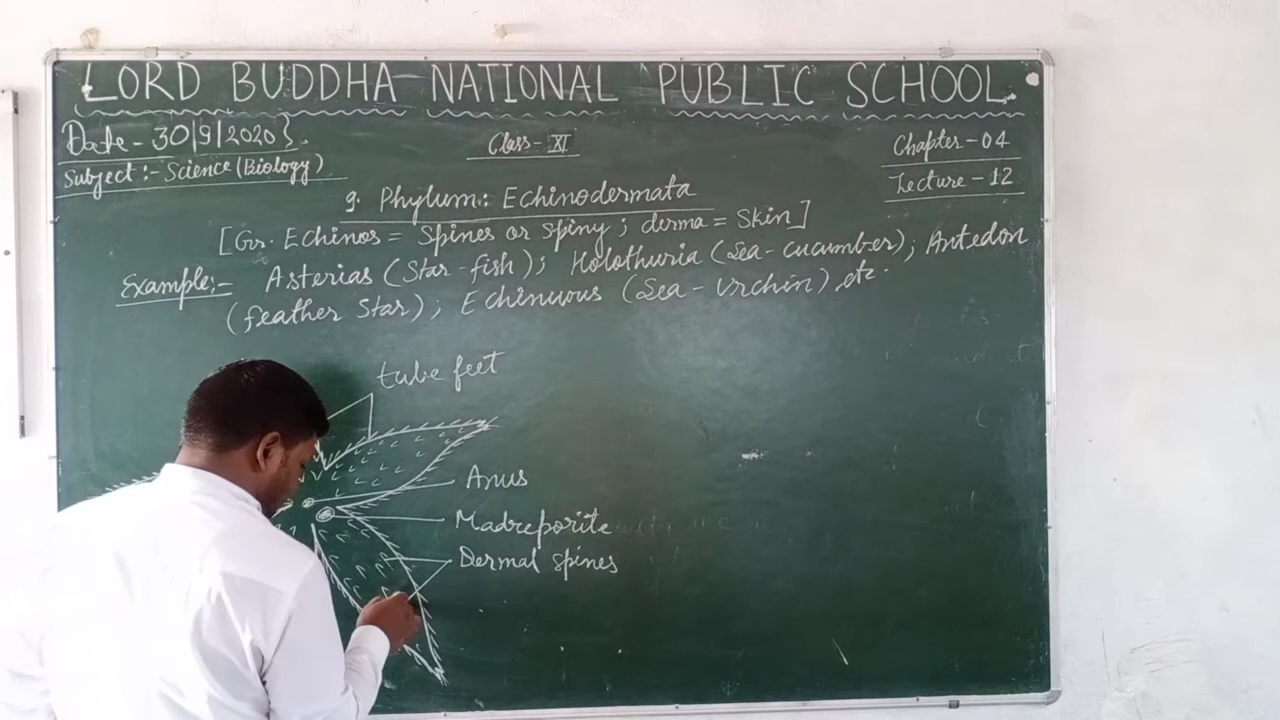 LORD BUDDHA NATIONAL PUBLIC SCHOOL
Date - 30/9/2020}
Class - XI
Chapter - 04
Subject :- Science (Biology)
Lecture - 12
9. Phylum : Echinodermata
[Gr. Echinos = Spines or spiny ; derma = Skin]
Example:- Asterias (Star-fish); Holothuria (Sea-cucumber); Antedon
(feather Star); Echinuous (Sea-Urchin) etc.
tube feet
Anus
Madreporite
Dermal spines